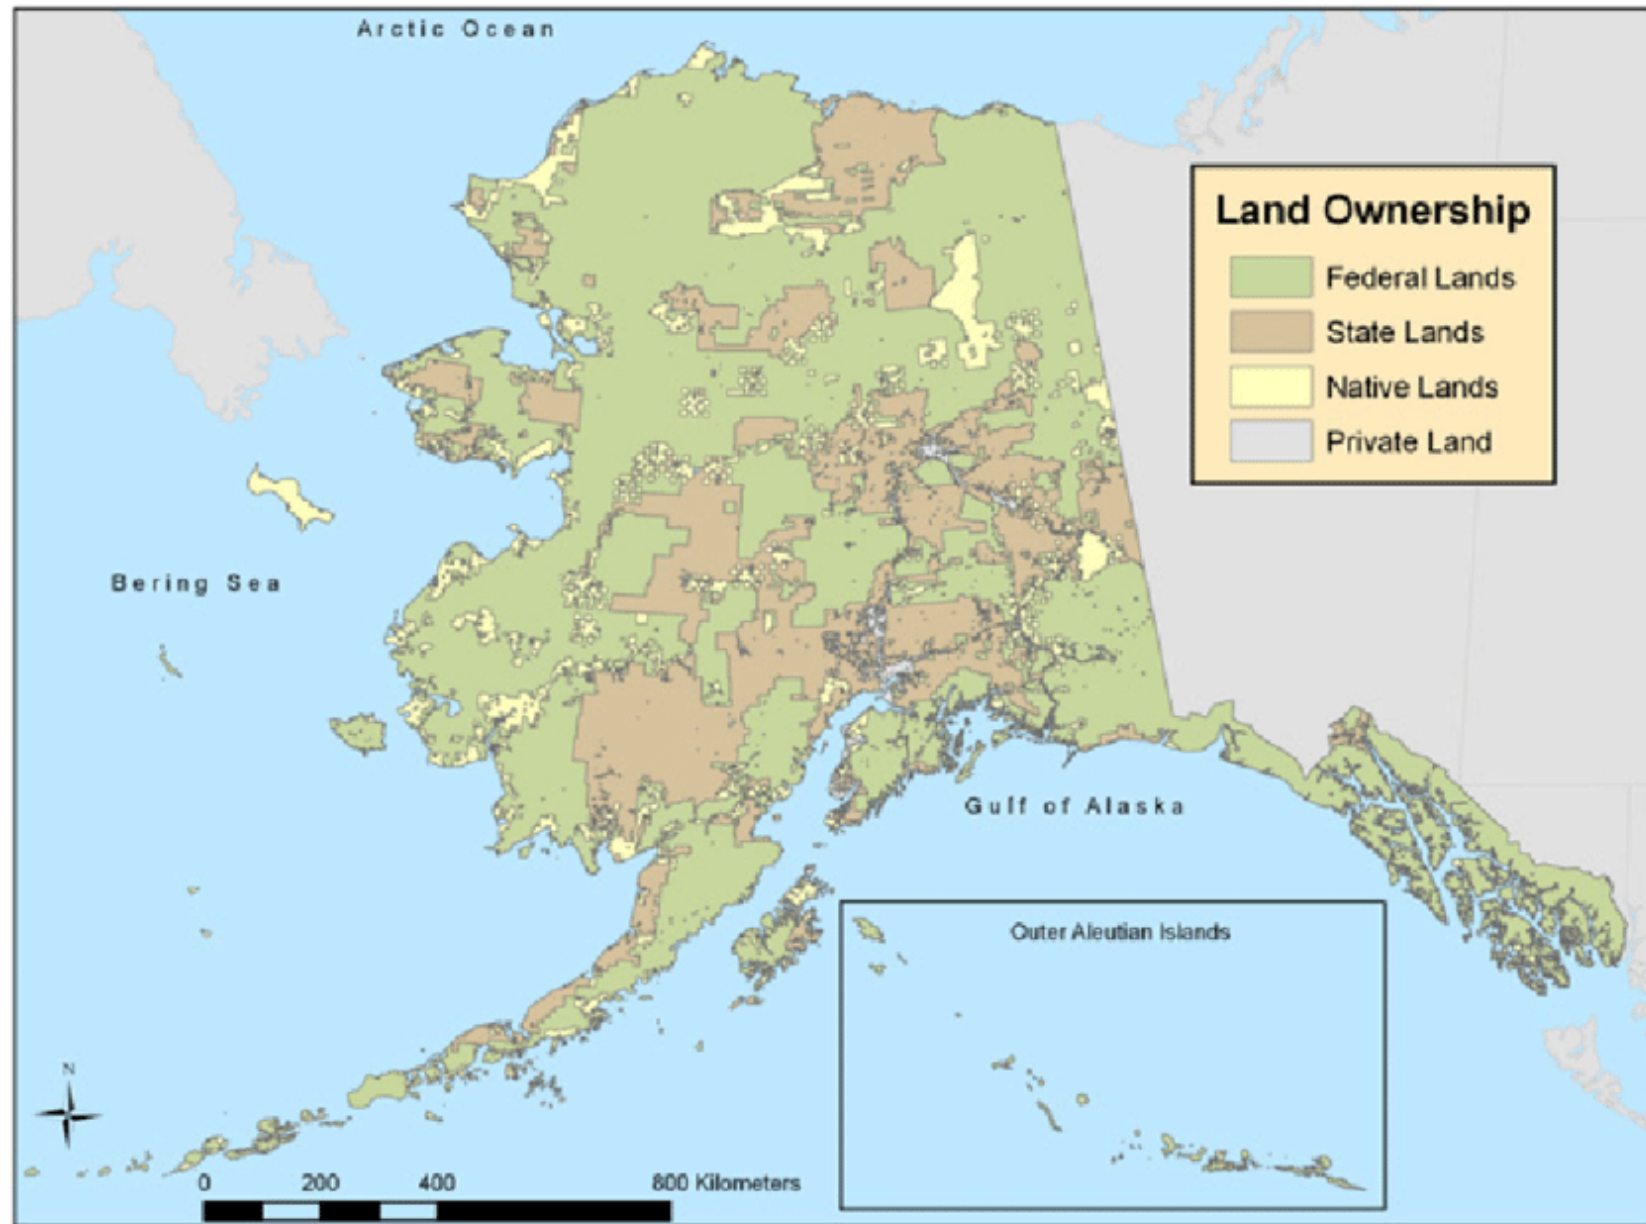 Arctic Ocean
Land Ownership
Federal Lands
State Lands
Native Lands
Private Land
Bering Sea
Gulf of Alaska
Outer Aleutian Islands
N
0 200 400 800 Kilometers